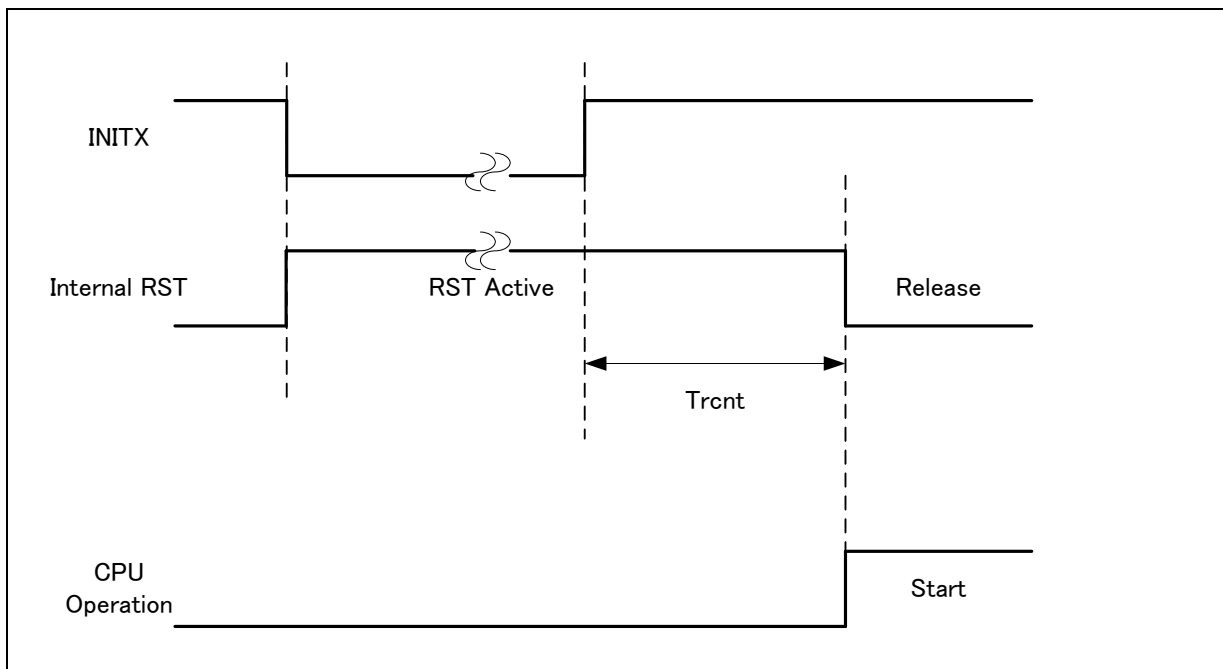 INITX
Internal RST
RST Active
Release
Trcnt
CPU
Operation
Start